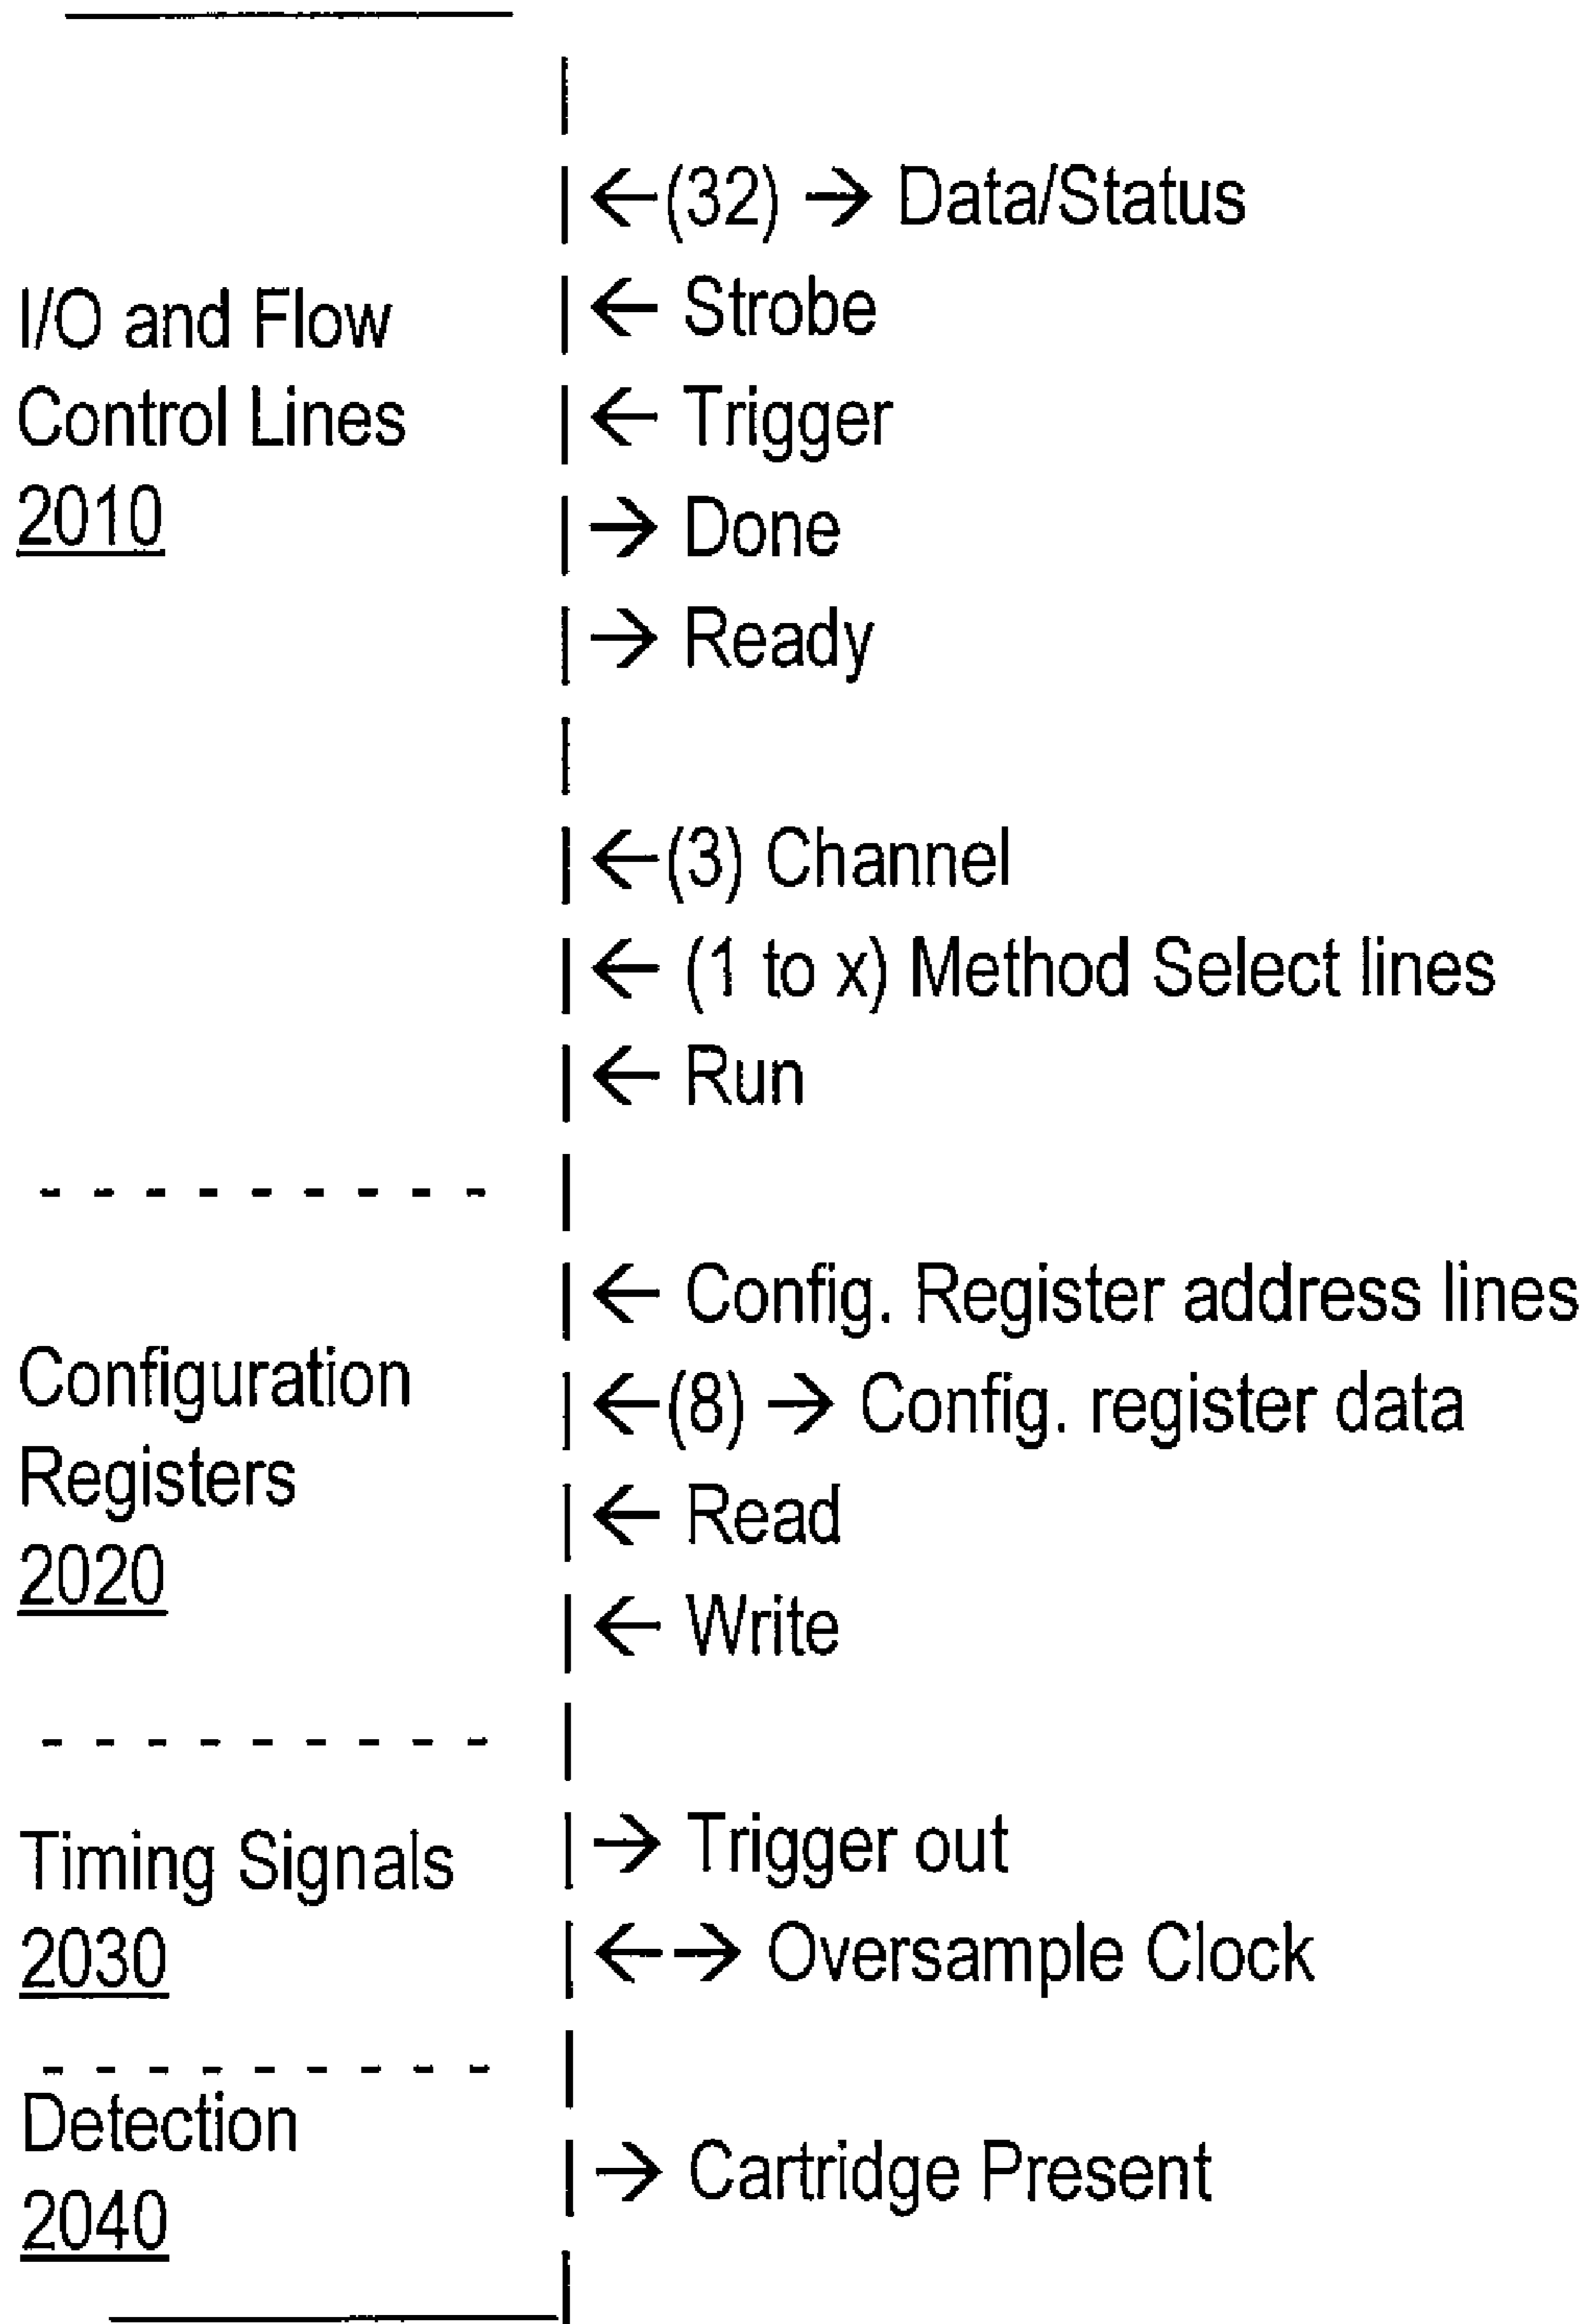 ←(32) → Data/Status
← Strobe
I/O and Flow
Control Lines
2010
← Trigger
→ Done
→ Ready
←(3) Channel
← (1 to x) Method Select lines
← Run
← Config. Register address lines
Configuration
Registers
2020
←(8) → Config. register data
← Read
← Write
Timing Signals
2030
→ Trigger out
←→ Oversample Clock
Detection
2040
→ Cartridge Present